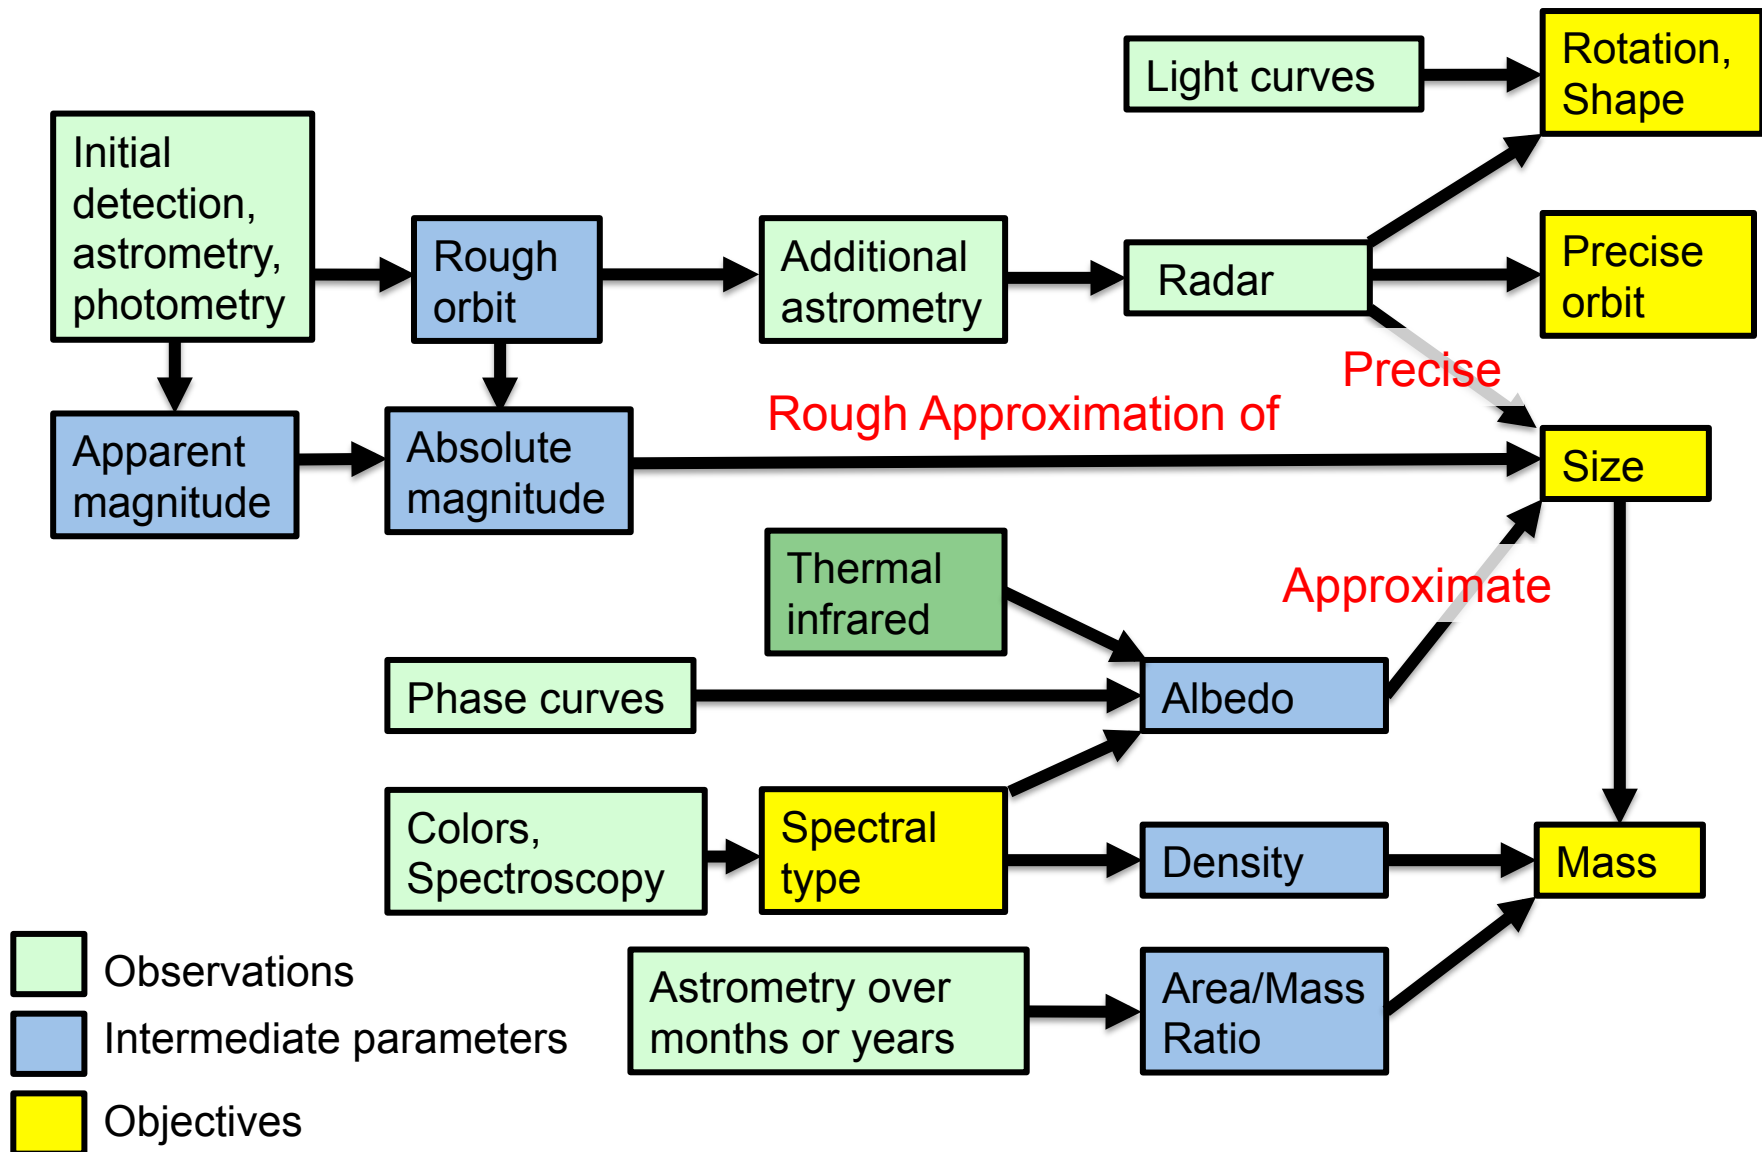 Light curves
Rotation,
Shape
Initial
detection,
astrometry,
photometry
Rough
orbit
Additional
astrometry
Radar
Precise
orbit
Precise
Rough Approximation of
Apparent
magnitude
Absolute
magnitude
Size
Thermal
infrared
Approximate
Phase curves
Albedo
Colors,
Spectroscopy
Spectral
type
Density
Mass
Astrometry over
months or years
Area/Mass
Ratio
Observations
Intermediate parameters
Objectives